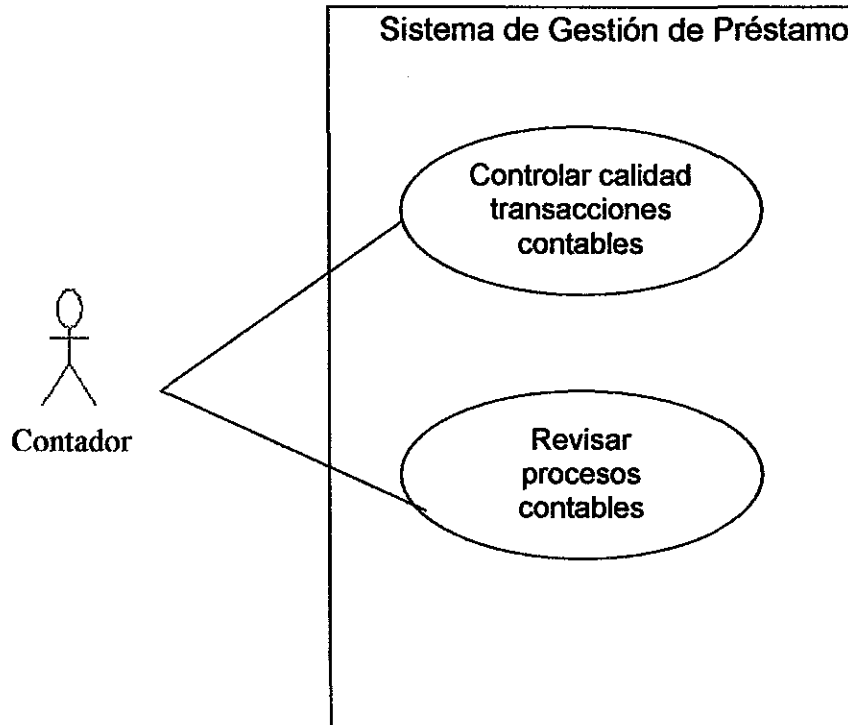 Sistema de Gestión de Préstamo
Controlar calidad
transacciones
contables
Contador
Revisar
procesos
contables